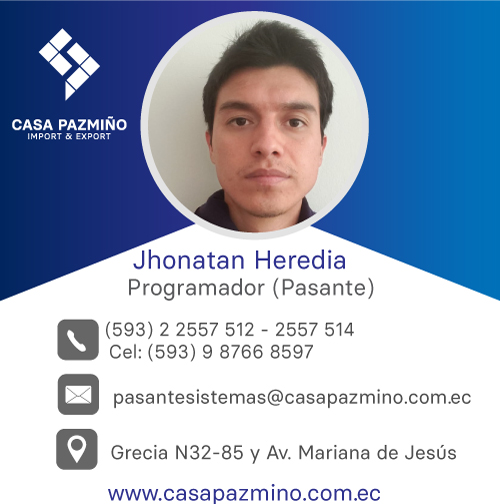 CASA PAZMIÑO
IMPORT & EXPORT
Jhonatan Heredia
Programador (Pasante)
(593) 2 2557 512 - 2557 514
Cel: (593) 9 8766 8597
pasantesistemas@casapazmino.com.ec
Grecia N32-85 y Av. Mariana de Jesús
www.casapazmino.com.ec